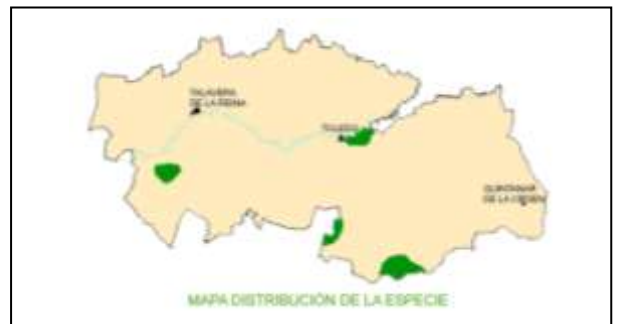 TALAVERA
DE LA REINA
TOLEDO
QUINTANAR
DE LA ORDEN
MAPA DISTRIBUCIÓN DE LA ESPECIE